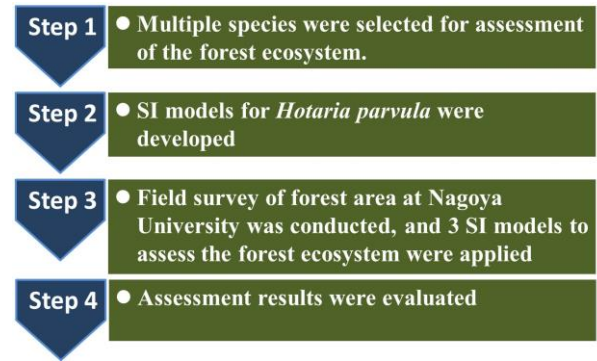 Step 1
● Multiple species were selected for assessment
of the forest ecosystem.
Step 2
● SI models for Hotaria parvula were
developed
Step 3
● Field survey of forest area at Nagoya
University was conducted, and 3 SI models to
assess the forest ecosystem were applied
Step 4
● Assessment results were evaluated